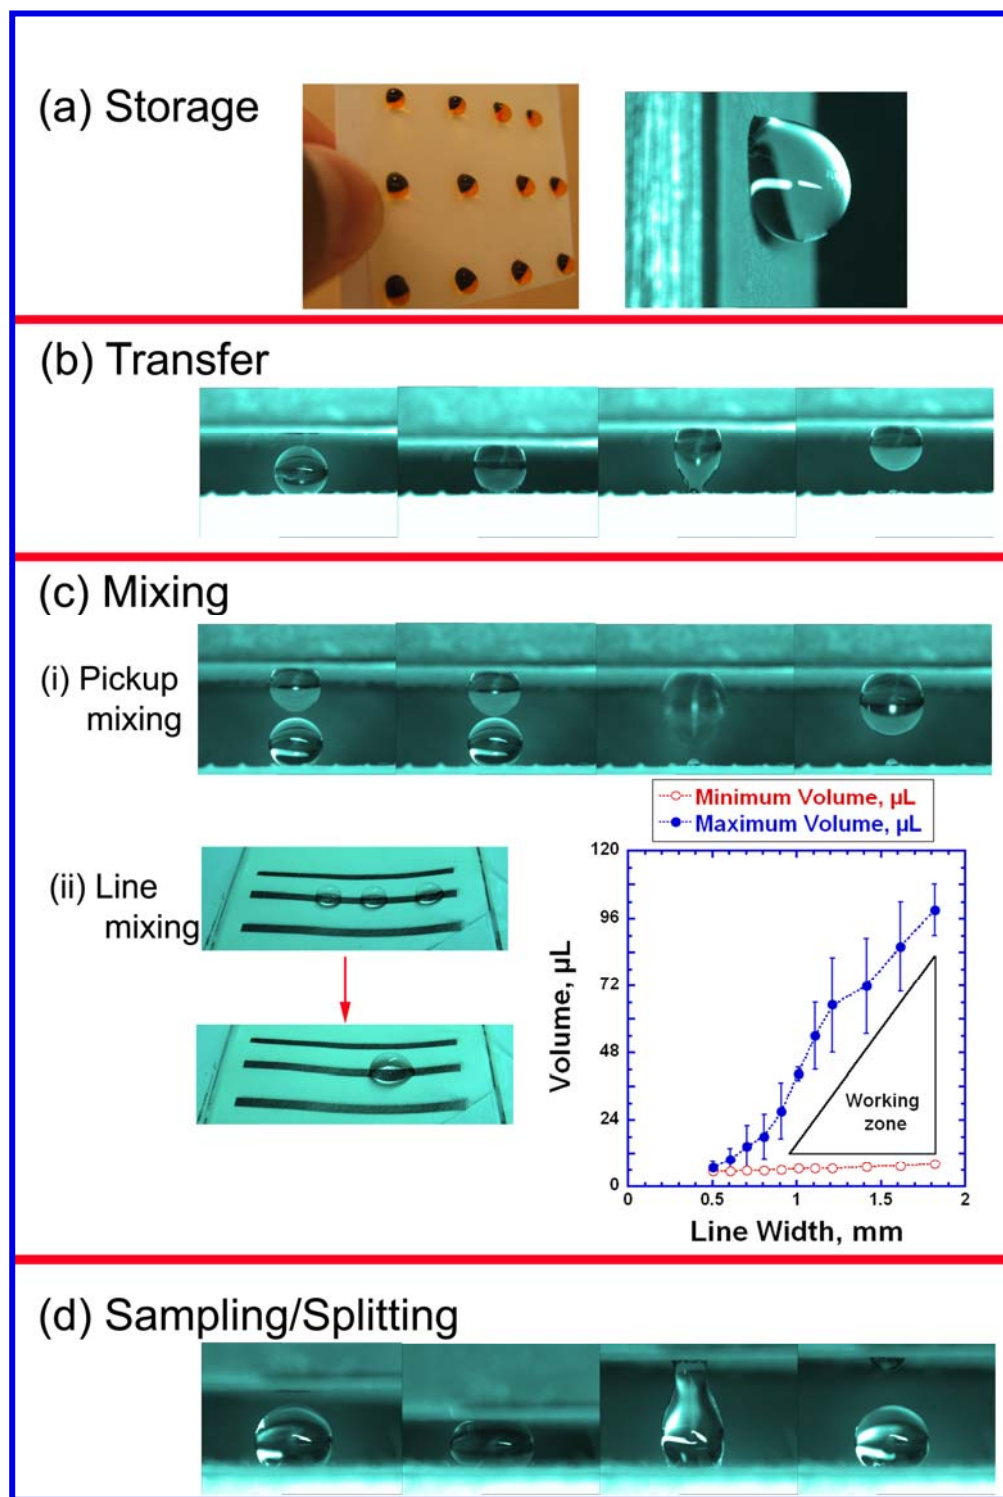 (a) Storage
(b) Transfer
(c) Mixing
(i) Pickup
mixing
Minimum Volume, µL
Maximum Volume, µL
(ii) Line
mixing
120
96
72
48
24
0
Volume, µL
Working
zone
0
0.5
1
1.5
2
Line Width, mm
(d) Sampling/Splitting